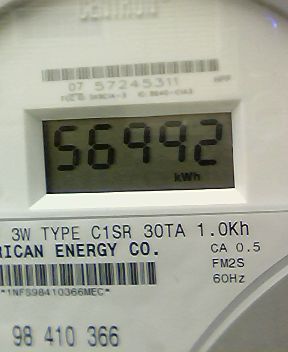 CENTRON
07 57245311
56992
kWh
3W TYPE C1SR 30TA 1.0Kh
RICAN ENERGY CO.
CA 0.5
FM2S
60Hz
*1NFS98410366MEC*
98 410 366